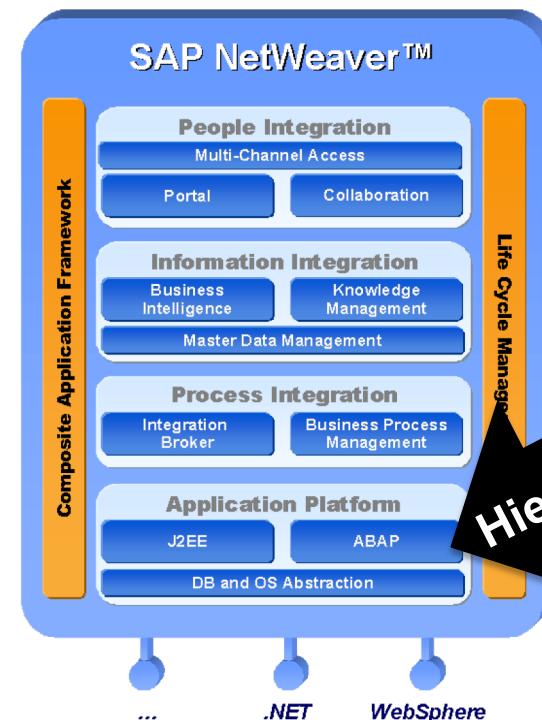 SAP NetWeaver™
People Integration
Multi-Channel Access
Portal
Collaboration
Information Integration
Business
Intelligence
Knowledge
Management
Master Data Management
Process Integration
Integration
Broker
Business Process
Management
Application Platform
J2EE
ABAP
DB and OS Abstraction
Composite Application Framework
Life Cycle
...
.NET
WebSphere